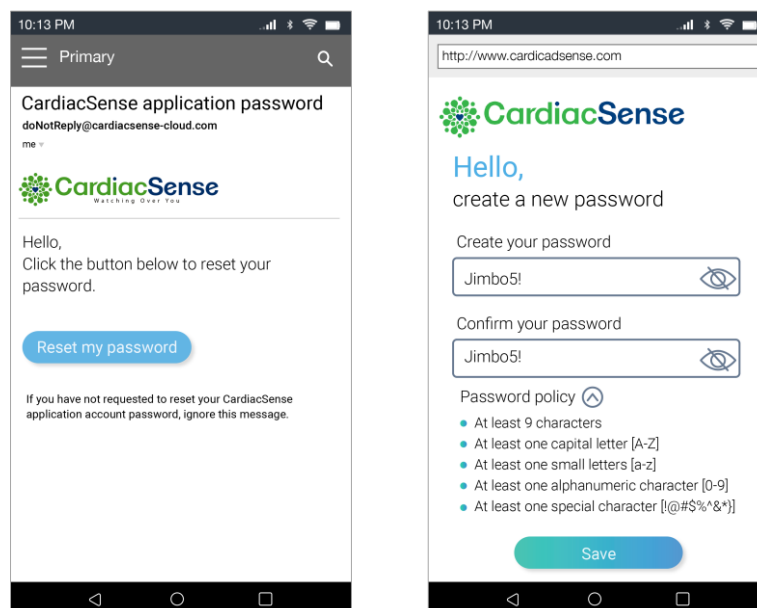 10:13 PM
Primary
CardiacSense application password
doNotReply@cardiacsense-cloud.com
me
CardiacSense
Watching Over You
Hello,
Click the button below to reset your
password.
Reset my password
If you have not requested to reset your CardiacSense
application account password, ignore this message.
10:13 PM
http://www.cardicadsense.com
CardiacSense
Hello,
create a new password
Create your password
Jimbo5!
Confirm your password
Jimbo5!
Password policy
At least 9 characters
At least one capital letter [A-Z]
At least one small letters [a-z]
At least one alphanumeric character [0-9]
At least one special character [!@#$%^&*}]
Save